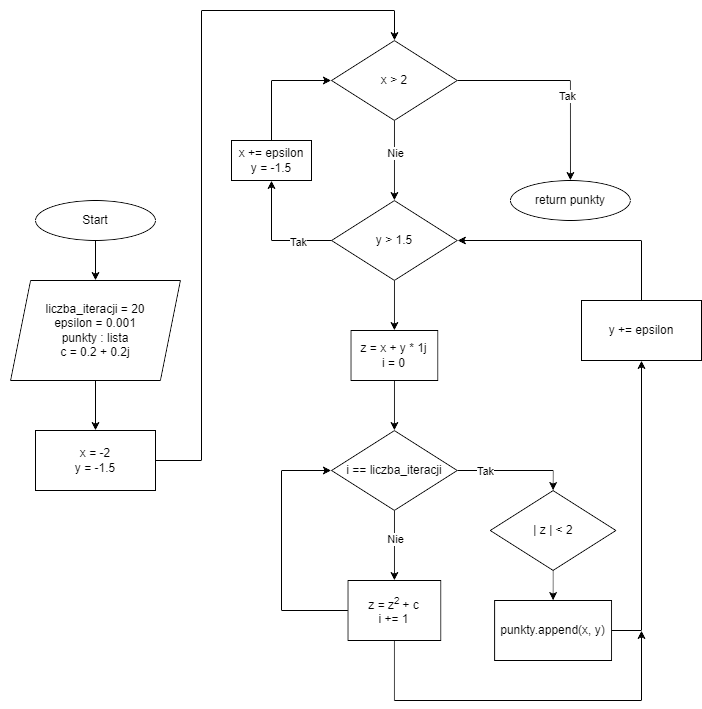 Start
liczba_iteracji = 20
epsilon = 0.001
punkty : lista
c = 0.2 + 0.2j
x = -2
y = -1.5
x > 2
Tak
Nie
return punkty
x += epsilon
y = -1.5
y > 1.5
Tak
z = x + y * 1j
i = 0
y += epsilon
i == liczba_iteracji
Tak
Nie
| z | < 2
z = z² + c
i += 1
punkty.append(x, y)